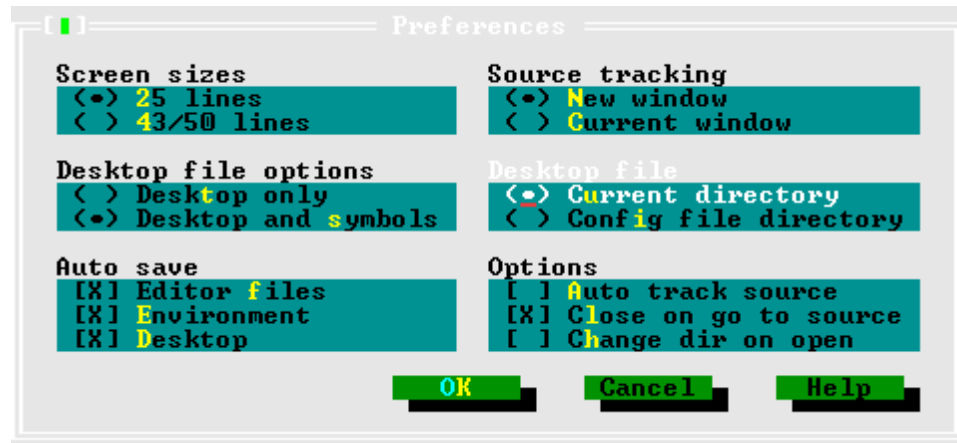 Preferences
Screen sizes
(•) 25 lines
( ) 43/50 lines
Source tracking
(•) New window
( ) Current window
Desktop file options
( ) Desktop only
(•) Desktop and symbols
Desktop file
(•) Current directory
( ) Config file directory
Auto save
[X] Editor files
[X] Environment
[X] Desktop
Options
[ ] Auto track source
[X] Close on go to source
[ ] Change dir on open
OK
Cancel
Help